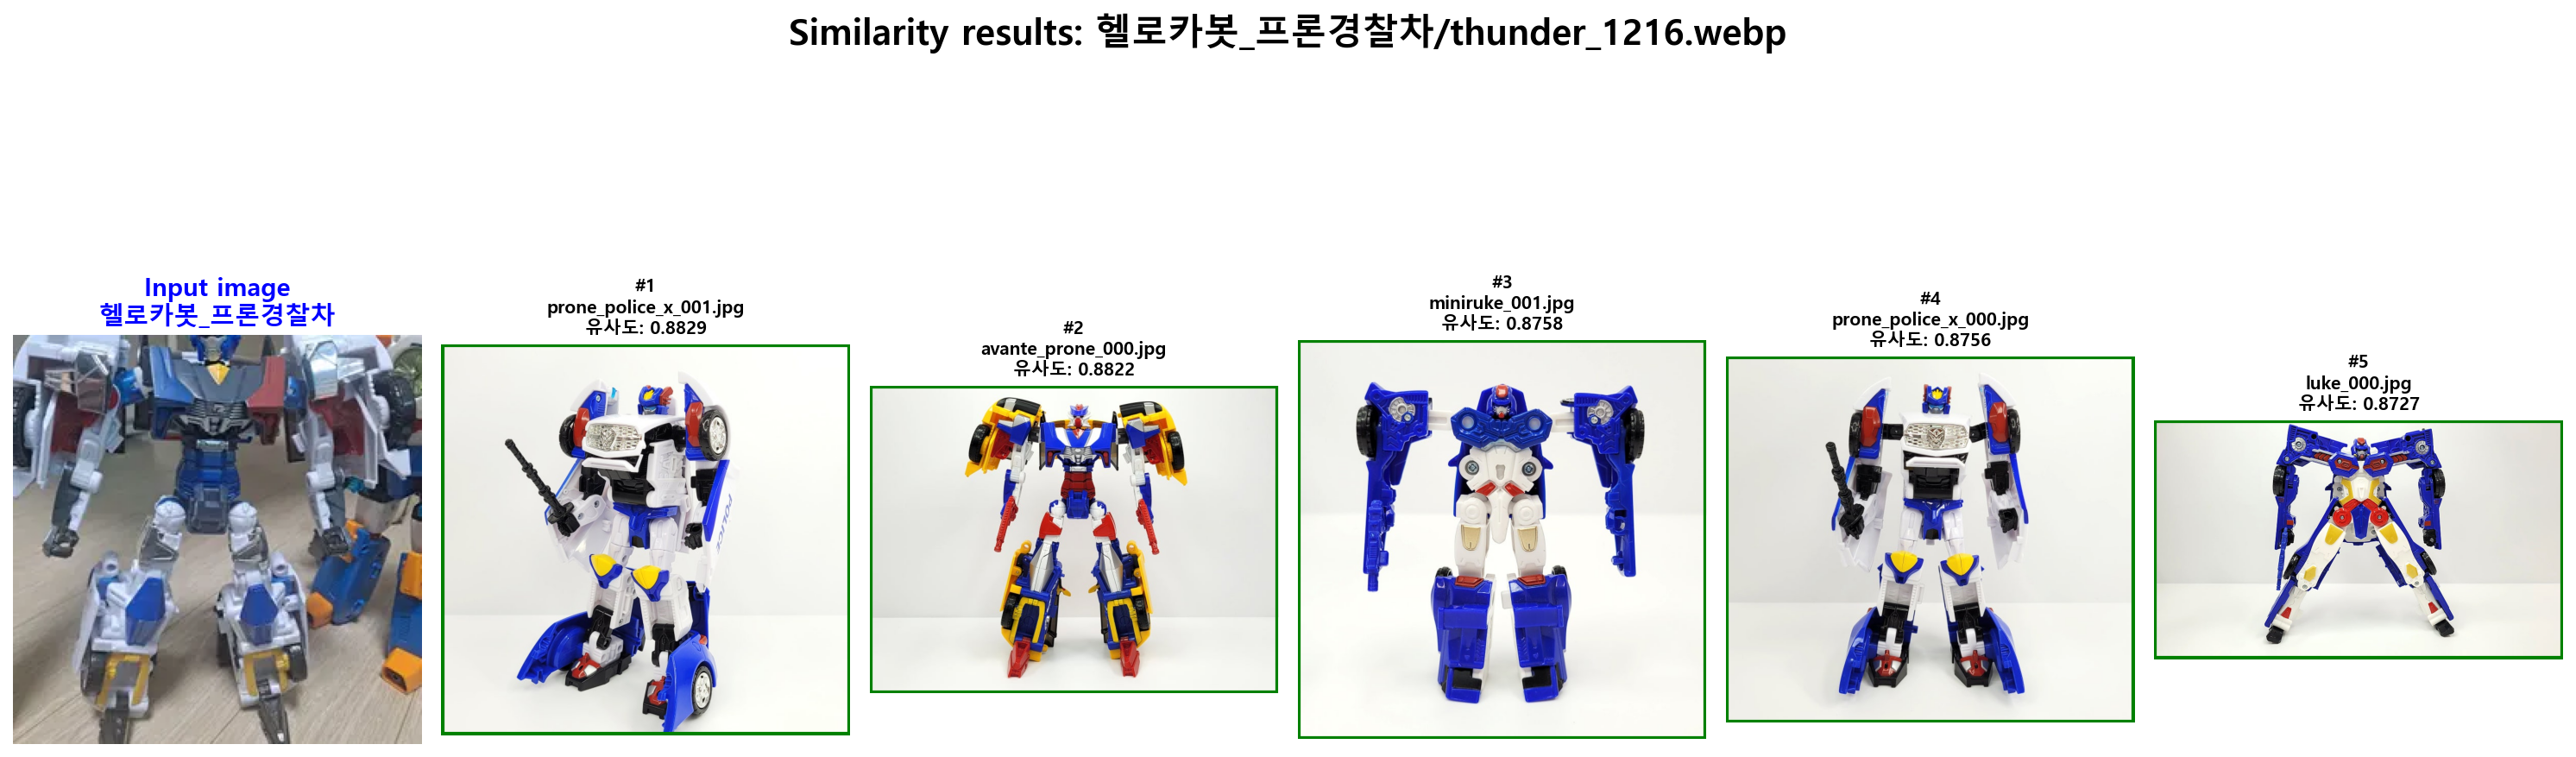 Similarity results: 헬로카봇_프론경찰차/thunder_1216.webp
Input image
헬로카봇_프론경찰차
#1
prone_police_x_001.jpg
유사도: 0.8829
#2
avante_prone_000.jpg
유사도: 0.8822
#3
miniruke_001.jpg
유사도: 0.8758
#4
prone_police_x_000.jpg
유사도: 0.8756
#5
luke_000.jpg
유사도: 0.8727
POLICE